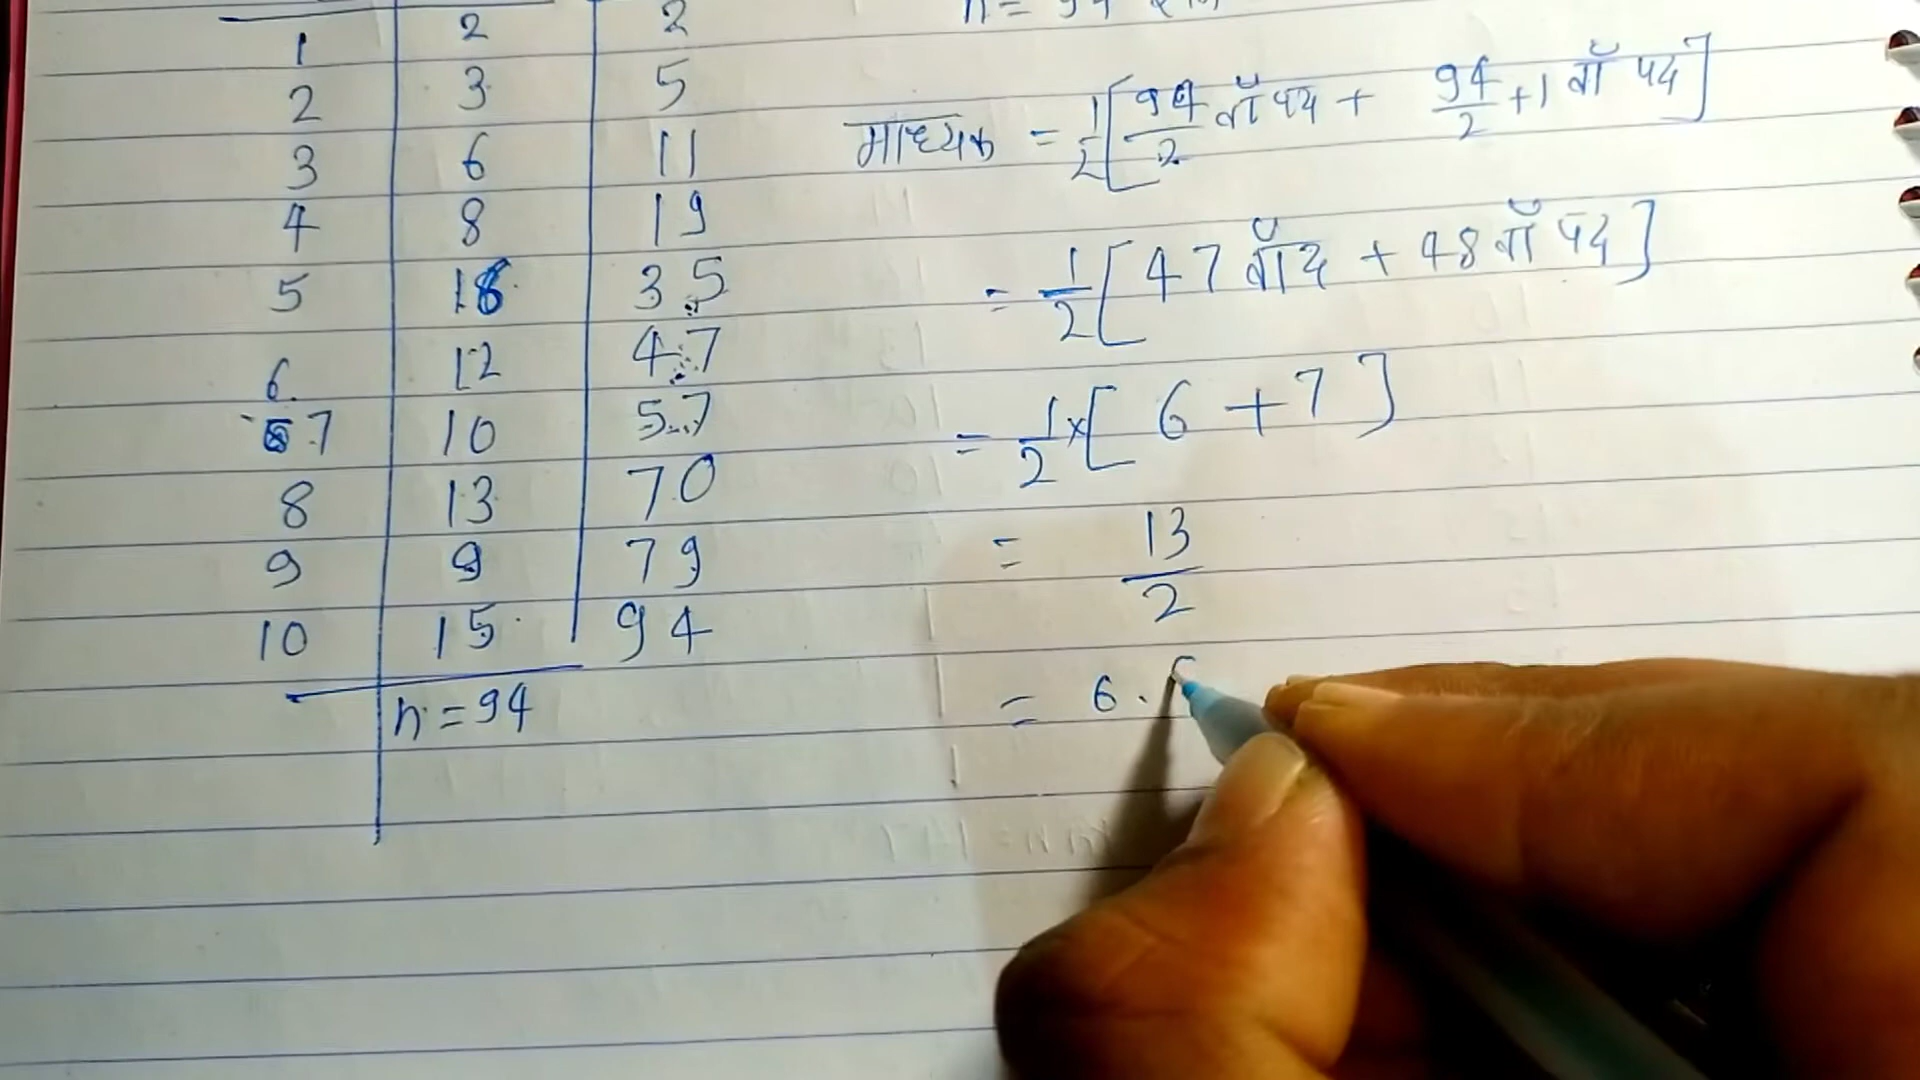 n = 94
1 2 2
2 3 5
3 6 11
4 8 19
5 16 35
6. 12 47
7 10 57
8 13 70
9 9 79
10 15 94
n = 94
माध्यक = 1/2 [ 94/2 वाँ पद + 94/2 + 1 वाँ पद ]
= 1/2 [ 47 वाँ पद + 48 वाँ पद ]
= 1/2 × [ 6 + 7 ]
= 13/2
= 6.